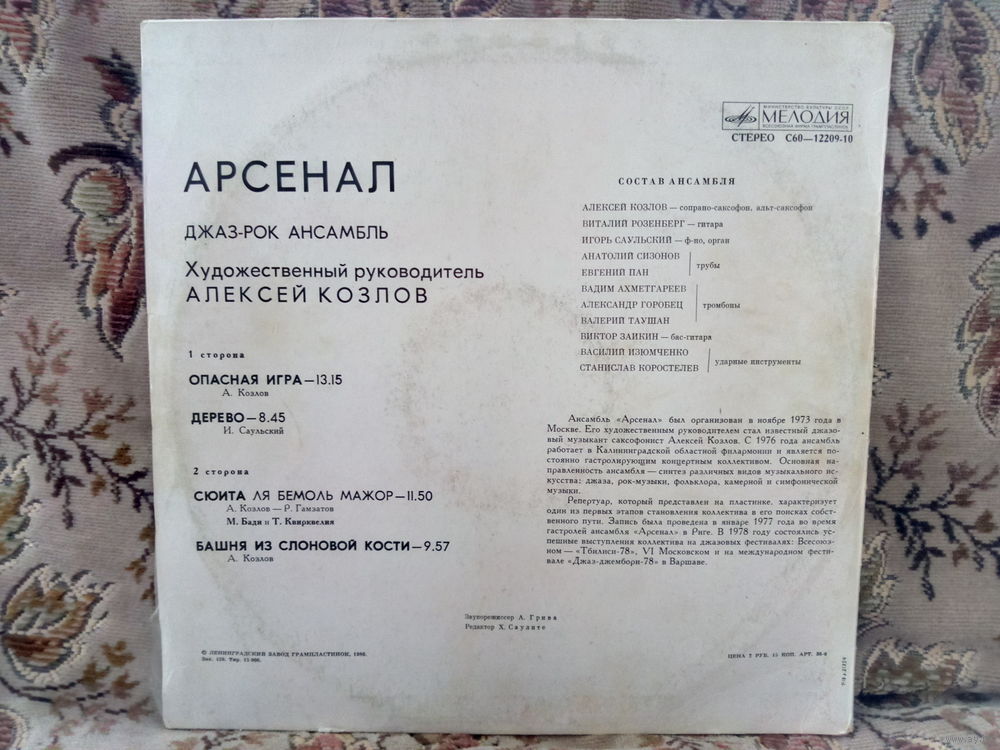 МИНИСТЕРСТВО КУЛЬТУРЫ СССР
МЕЛОДИЯ
ВСЕСОЮЗНАЯ ФИРМА ГРАМПЛАСТИНОК
СТЕРЕО С60—12209-10
АРСЕНАЛ
ДЖАЗ-РОК АНСАМБЛЬ
Художественный руководитель
АЛЕКСЕЙ КОЗЛОВ
1 сторона
ОПАСНАЯ ИГРА—13.15
А. Козлов
ДЕРЕВО—8.45
И. Саульский
2 сторона
СЮИТА ЛЯ БЕМОЛЬ МАЖОР—11.50
А. Козлов — Р. Гамзатов
М. Бади и Т. Квирквелия
БАШНЯ ИЗ СЛОНОВОЙ КОСТИ—9.57
А. Козлов
СОСТАВ АНСАМБЛЯ
АЛЕКСЕЙ КОЗЛОВ — сопрано-саксофон, альт-саксофон
ВИТАЛИЙ РОЗЕНБЕРГ — гитара
ИГОРЬ САУЛЬСКИЙ — ф-но, орган
АНАТОЛИЙ СИЗОНОВ
ЕВГЕНИЙ ПАН
трубы
ВАДИМ АХМЕТГАРЕЕВ
АЛЕКСАНДР ГОРОБЕЦ
ВАЛЕРИЙ ТАУШАН
тромбоны
ВИКТОР ЗАИКИН — бас-гитара
ВАСИЛИЙ ИЗЮМЧЕНКО
СТАНИСЛАВ КОРОСТЕЛЕВ
ударные инструменты
Ансамбль «Арсенал» был организован в ноябре 1973 года в
Москве. Его художественным руководителем стал известный джазо-
вый музыкант саксофонист Алексей Козлов. С 1976 года ансамбль
работает в Калининградской областной филармонии и является по-
стоянно гастролирующим концертным коллективом. Основная на-
правленность ансамбля — синтез различных видов музыкального ис-
кусства: джаза, рок-музыки, фольклора, камерной и симфонической
музыки.
Репертуар, который представлен на пластинке, характеризует
один из первых этапов становления коллектива в его поисках собст-
венного пути. Запись была проведена в январе 1977 года во время
гастролей ансамбля «Арсенал» в Риге. В 1978 году состоялись ус-
пешные выступления коллектива на джазовых фестивалях: Всесоюз-
ном — «Тбилиси-78», VI Московском и на международном фести-
вале «Джаз-джембори-78» в Варшаве.
Звукорежиссер А. Грива
Редактор Х. Саулите
© ЛЕНИНГРАДСКИЙ ЗАВОД ГРАМПЛАСТИНОК, 1980.
ЦЕНА 2 РУБ. 15 КОП. АРТ.